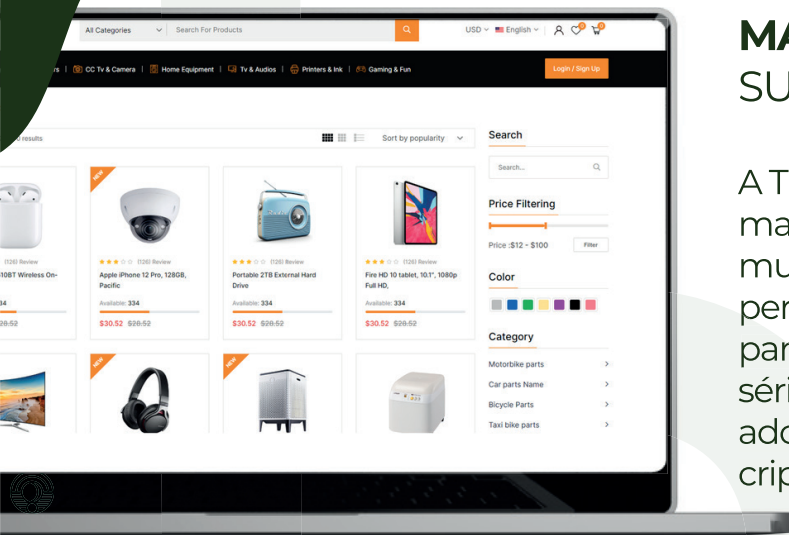 All Categories
Search For Products
USD
English
0
0
rs
CC Tv & Camera
Home Equipment
Tv & Audios
Printers & Ink
Gaming & Fun
Login / Sign Up
results
Sort by popularity
NEW
(126) Review
10BT Wireless On-
34
28.52
(126) Review
Apple iPhone 12 Pro, 128GB,
Pacific
Available: 334
$30.52 $28.52
(126) Review
Portable 2TB External Hard
Drive
Available: 334
$30.52 $28.52
(126) Review
Fire HD 10 tablet, 10.1", 1080p
Full HD,
Available: 334
$30.52 $28.52
NEW
NEW
Search
Search...
Price Filtering
Price :$12 - $100
Filter
Color
Category
Motorbike parts
Car parts Name
Bicycle Parts
Taxi bike parts
MA
SU
A T
ma
mu
per
par
séri
ado
crip